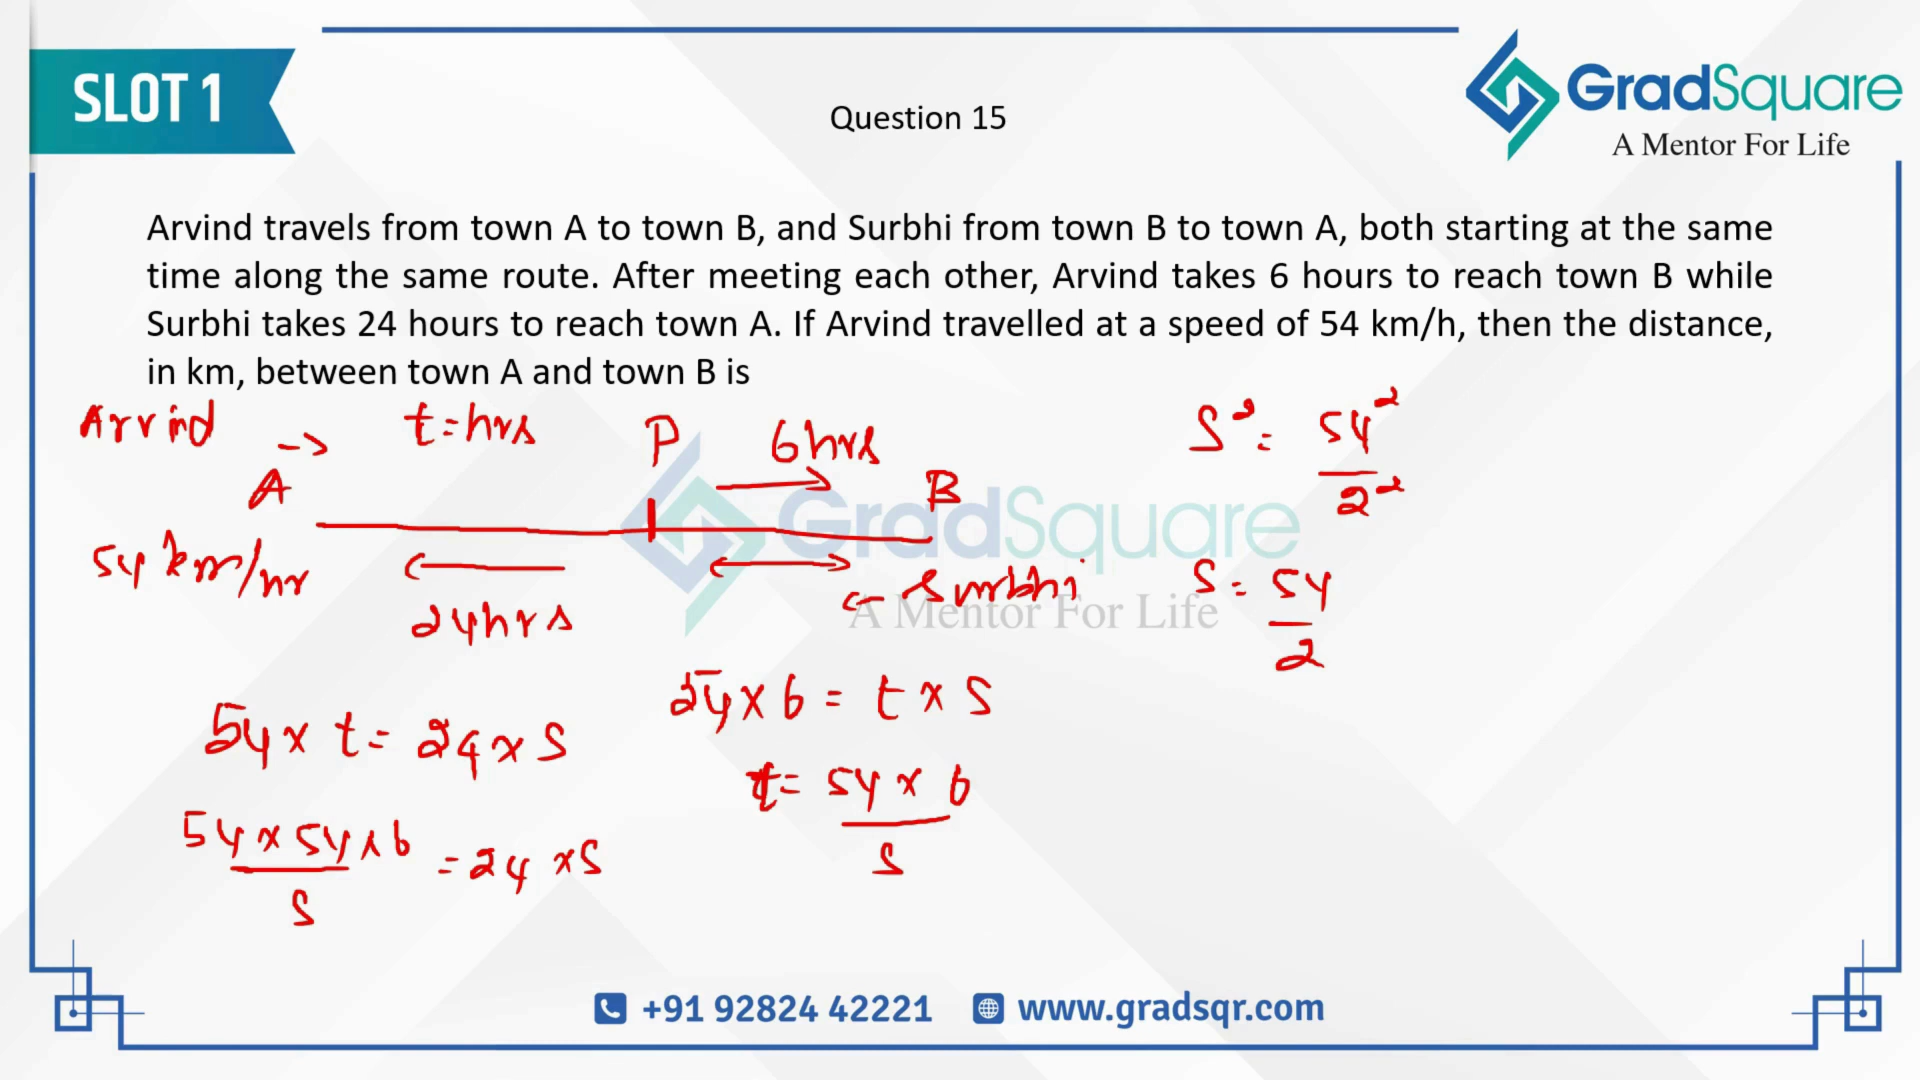 SLOT 1
Question 15
GradSquare
A Mentor For Life
Arvind travels from town A to town B, and Surbhi from town B to town A, both starting at the same
time along the same route. After meeting each other, Arvind takes 6 hours to reach town B while
Surbhi takes 24 hours to reach town A. If Arvind travelled at a speed of 54 km/h, then the distance,
in km, between town A and town B is
Arvind → t=hrs P 6hrs
A B
54 km/hr
24hrs
← Surbhi
GradSquare
A Mentor For Life
S² = 54²/2²
S = 54/2
54 x t = 24 x S
54 x 6 = t x S
t = 54 x 6/S
54 x 54 x 6/S = 24 x S
+91 92824 42221 www.gradsqr.com